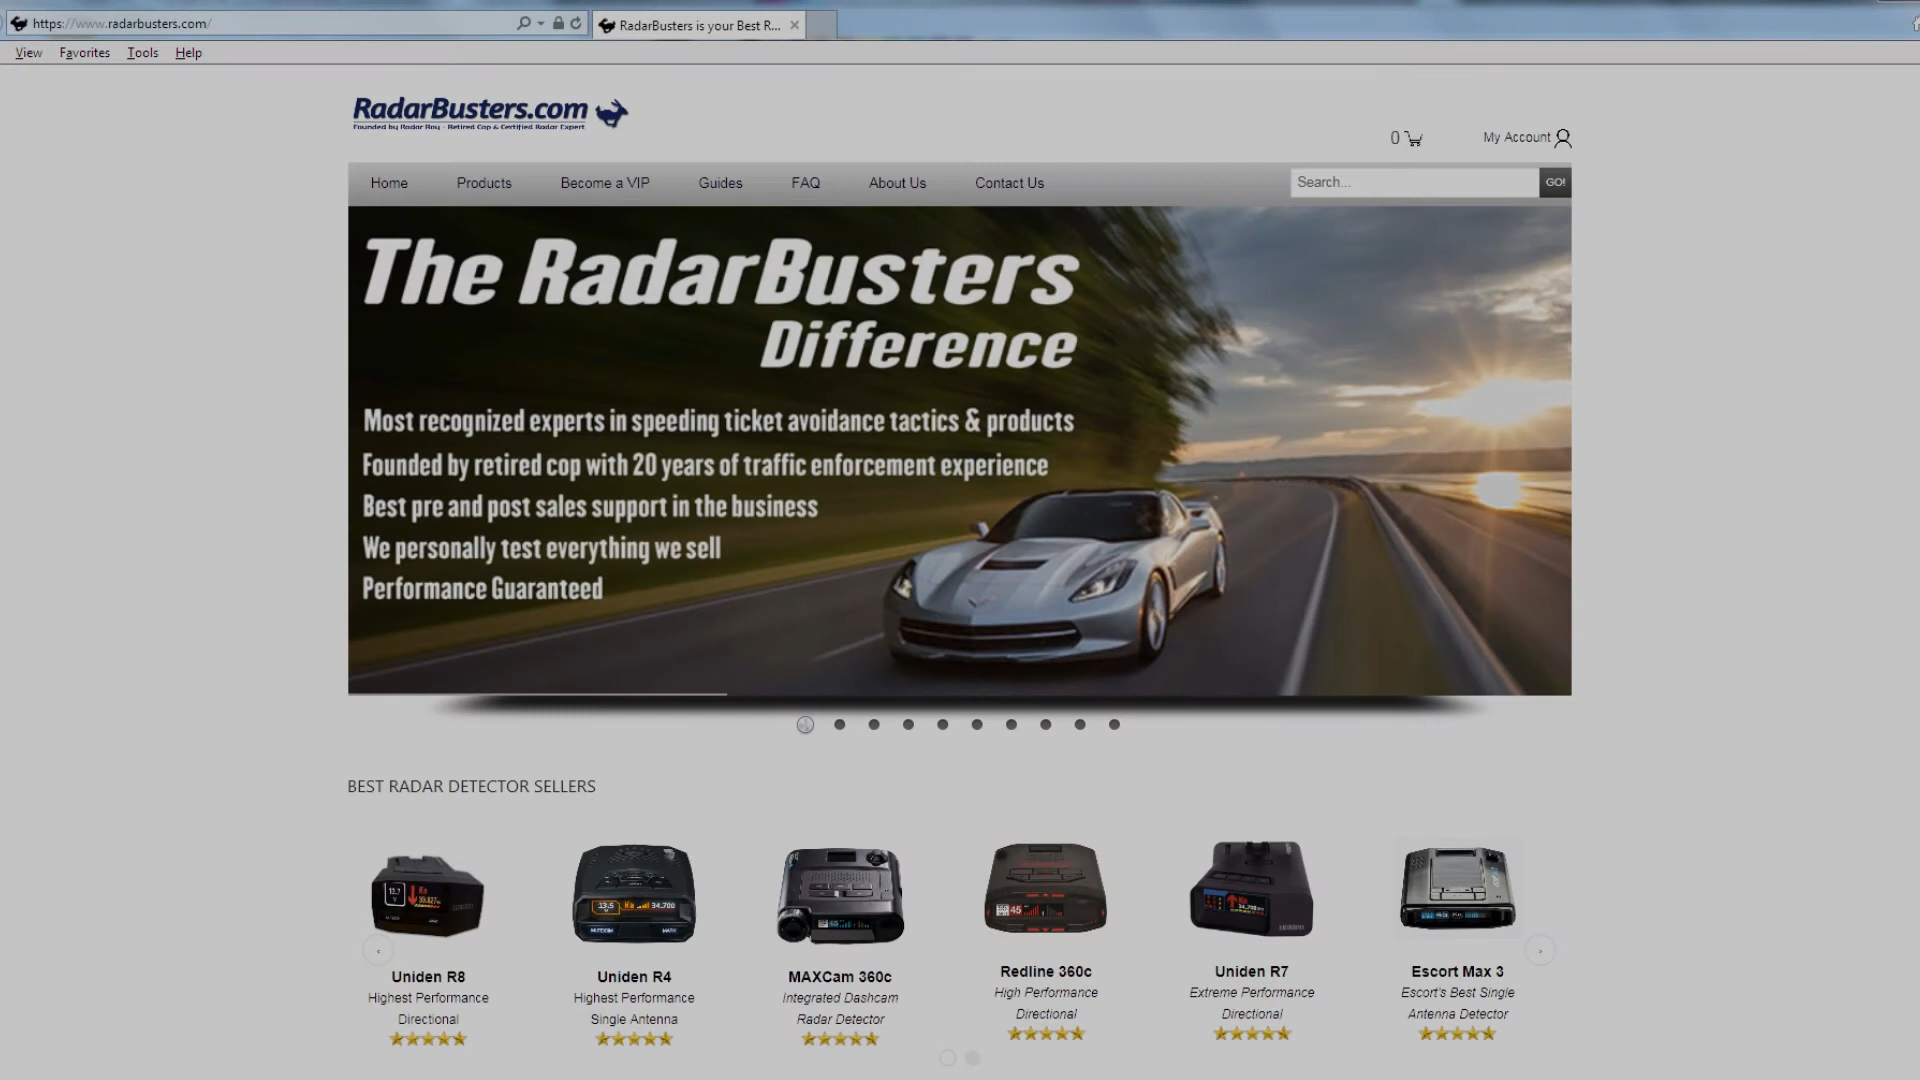 https://www.radarbusters.com/
RadarBusters is your Best R...
View Favorites Tools Help
RadarBusters.com
Founded by Radar Roy - Retired Cop & Certified Radar Expert
0
My Account
Home Products Become a VIP Guides FAQ About Us Contact Us
Search...
GO!
The RadarBusters
Difference
Most recognized experts in speeding ticket avoidance tactics & products
Founded by retired cop with 20 years of traffic enforcement experience
Best pre and post sales support in the business
We personally test everything we sell
Performance Guaranteed
BEST RADAR DETECTOR SELLERS
Uniden R8
Highest Performance
Directional
Uniden R4
Highest Performance
Single Antenna
MAXCam 360c
Integrated Dashcam
Radar Detector
Redline 360c
High Performance
Directional
Uniden R7
Extreme Performance
Directional
Escort Max 3
Escort's Best Single
Antenna Detector